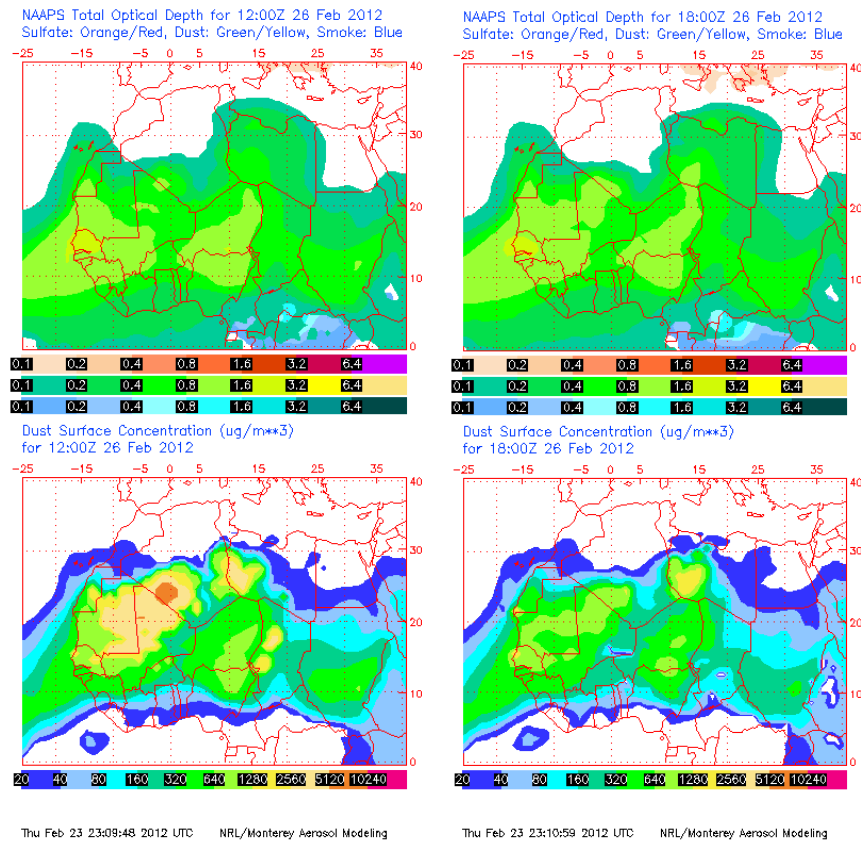 NAAPS Total Optical Depth for 12:00Z 26 Feb 2012
Sulfate: Orange/Red, Dust: Green/Yellow, Smoke: Blue
-25 -15 -5 5 15 25 35
40
30
20
10
0
0.1 0.2 0.4 0.8 1.6 3.2 6.4
0.1 0.2 0.4 0.8 1.6 3.2 6.4
0.1 0.2 0.4 0.8 1.6 3.2 6.4
NAAPS Total Optical Depth for 18:00Z 26 Feb 2012
Sulfate: Orange/Red, Dust: Green/Yellow, Smoke: Blue
-25 -15 -5 5 15 25 35
40
30
20
10
0
0.1 0.2 0.4 0.8 1.6 3.2 6.4
0.1 0.2 0.4 0.8 1.6 3.2 6.4
0.1 0.2 0.4 0.8 1.6 3.2 6.4
Dust Surface Concentration (ug/m**3)
for 12:00Z 26 Feb 2012
-25 -15 -5 5 15 25 35
40
30
20
10
0
20 40 80 160 320 640 1280 2560 5120 10240
Thu Feb 23 23:09:48 2012 UTC NRL/Monterey Aerosol Modeling
Dust Surface Concentration (ug/m**3)
for 18:00Z 26 Feb 2012
-25 -15 -5 5 15 25 35
40
30
20
10
0
20 40 80 160 320 640 1280 2560 5120 10240
Thu Feb 23 23:10:59 2012 UTC NRL/Monterey Aerosol Modeling